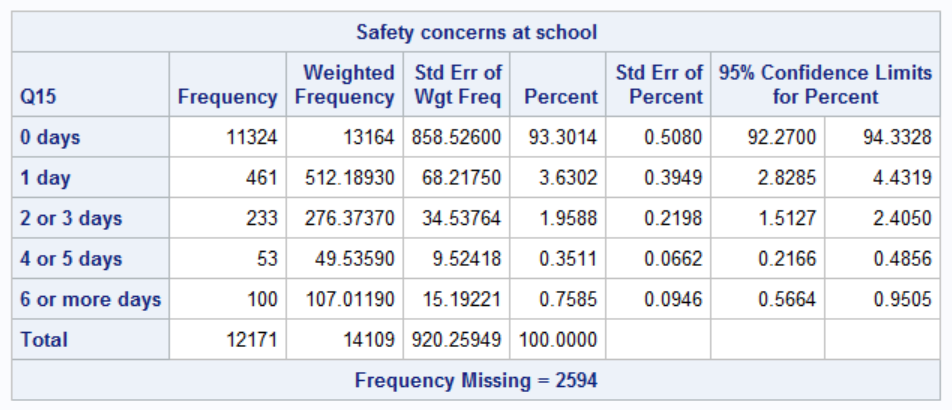 Safety concerns at school
Q15 Frequency Weighted Frequency Std Err of Wgt Freq Percent Std Err of Percent 95% Confidence Limits for Percent
0 days 11324 13164 858.52600 93.3014 0.5080 92.2700 94.3328
1 day 461 512.18930 68.21750 3.6302 0.3949 2.8285 4.4319
2 or 3 days 233 276.37370 34.53764 1.9588 0.2198 1.5127 2.4050
4 or 5 days 53 49.53590 9.52418 0.3511 0.0662 0.2166 0.4856
6 or more days 100 107.01190 15.19221 0.7585 0.0946 0.5664 0.9505
Total 12171 14109 920.25949 100.0000
Frequency Missing = 2594